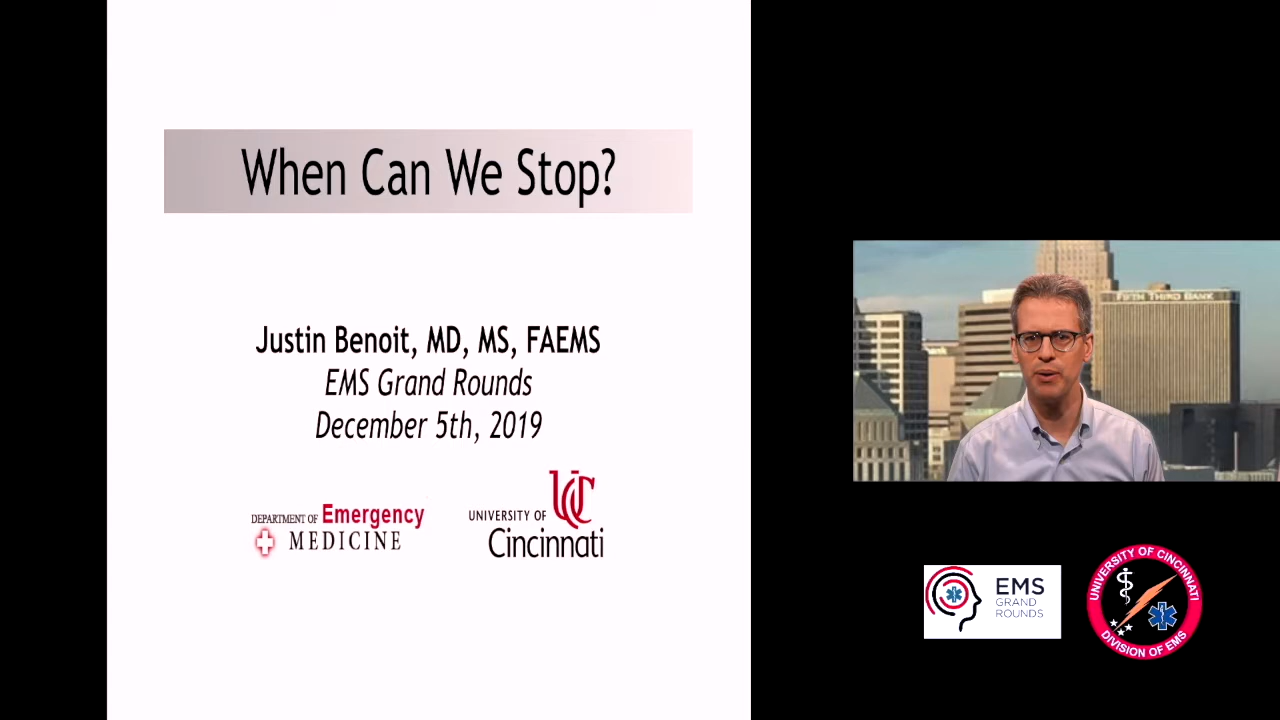 When Can We Stop?
Justin Benoit, MD, MS, FAEMS
EMS Grand Rounds
December 5th, 2019
DEPARTMENT OF Emergency
MEDICINE
UC
UNIVERSITY OF
Cincinnati
FIFTH THIRD BANK
EMS
GRAND
ROUNDS
UNIVERSITY OF CINCINNATI
DIVISION OF EMS